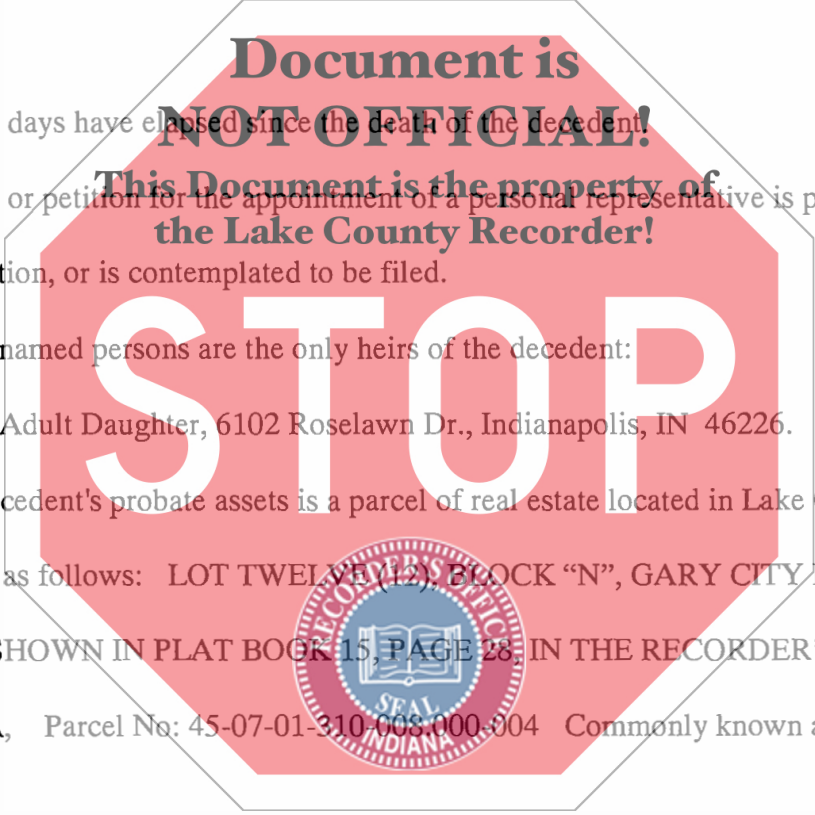 Document is
days have elapsed since the death of the decedent.
NOT OFFICIAL!
or petition for the appointment of a personal representative is
This Document is the property of
the Lake County Recorder!
tion, or is contemplated to be filed.
named persons are the only heirs of the decedent:
STOP
Adult Daughter, 6102 Roselawn Dr., Indianapolis, IN 46226.
cedent's probate assets is a parcel of real estate located in Lake
as follows: LOT TWELVE (12), BLOCK “N”, GARY CITY
SHOWN IN PLAT BOOK 15, PAGE 28, IN THE RECORDER'
Parcel No: 45-07-01-310-008.000-004 Commonly known
RECORDER'S OFFICE
SEAL
INDIANA